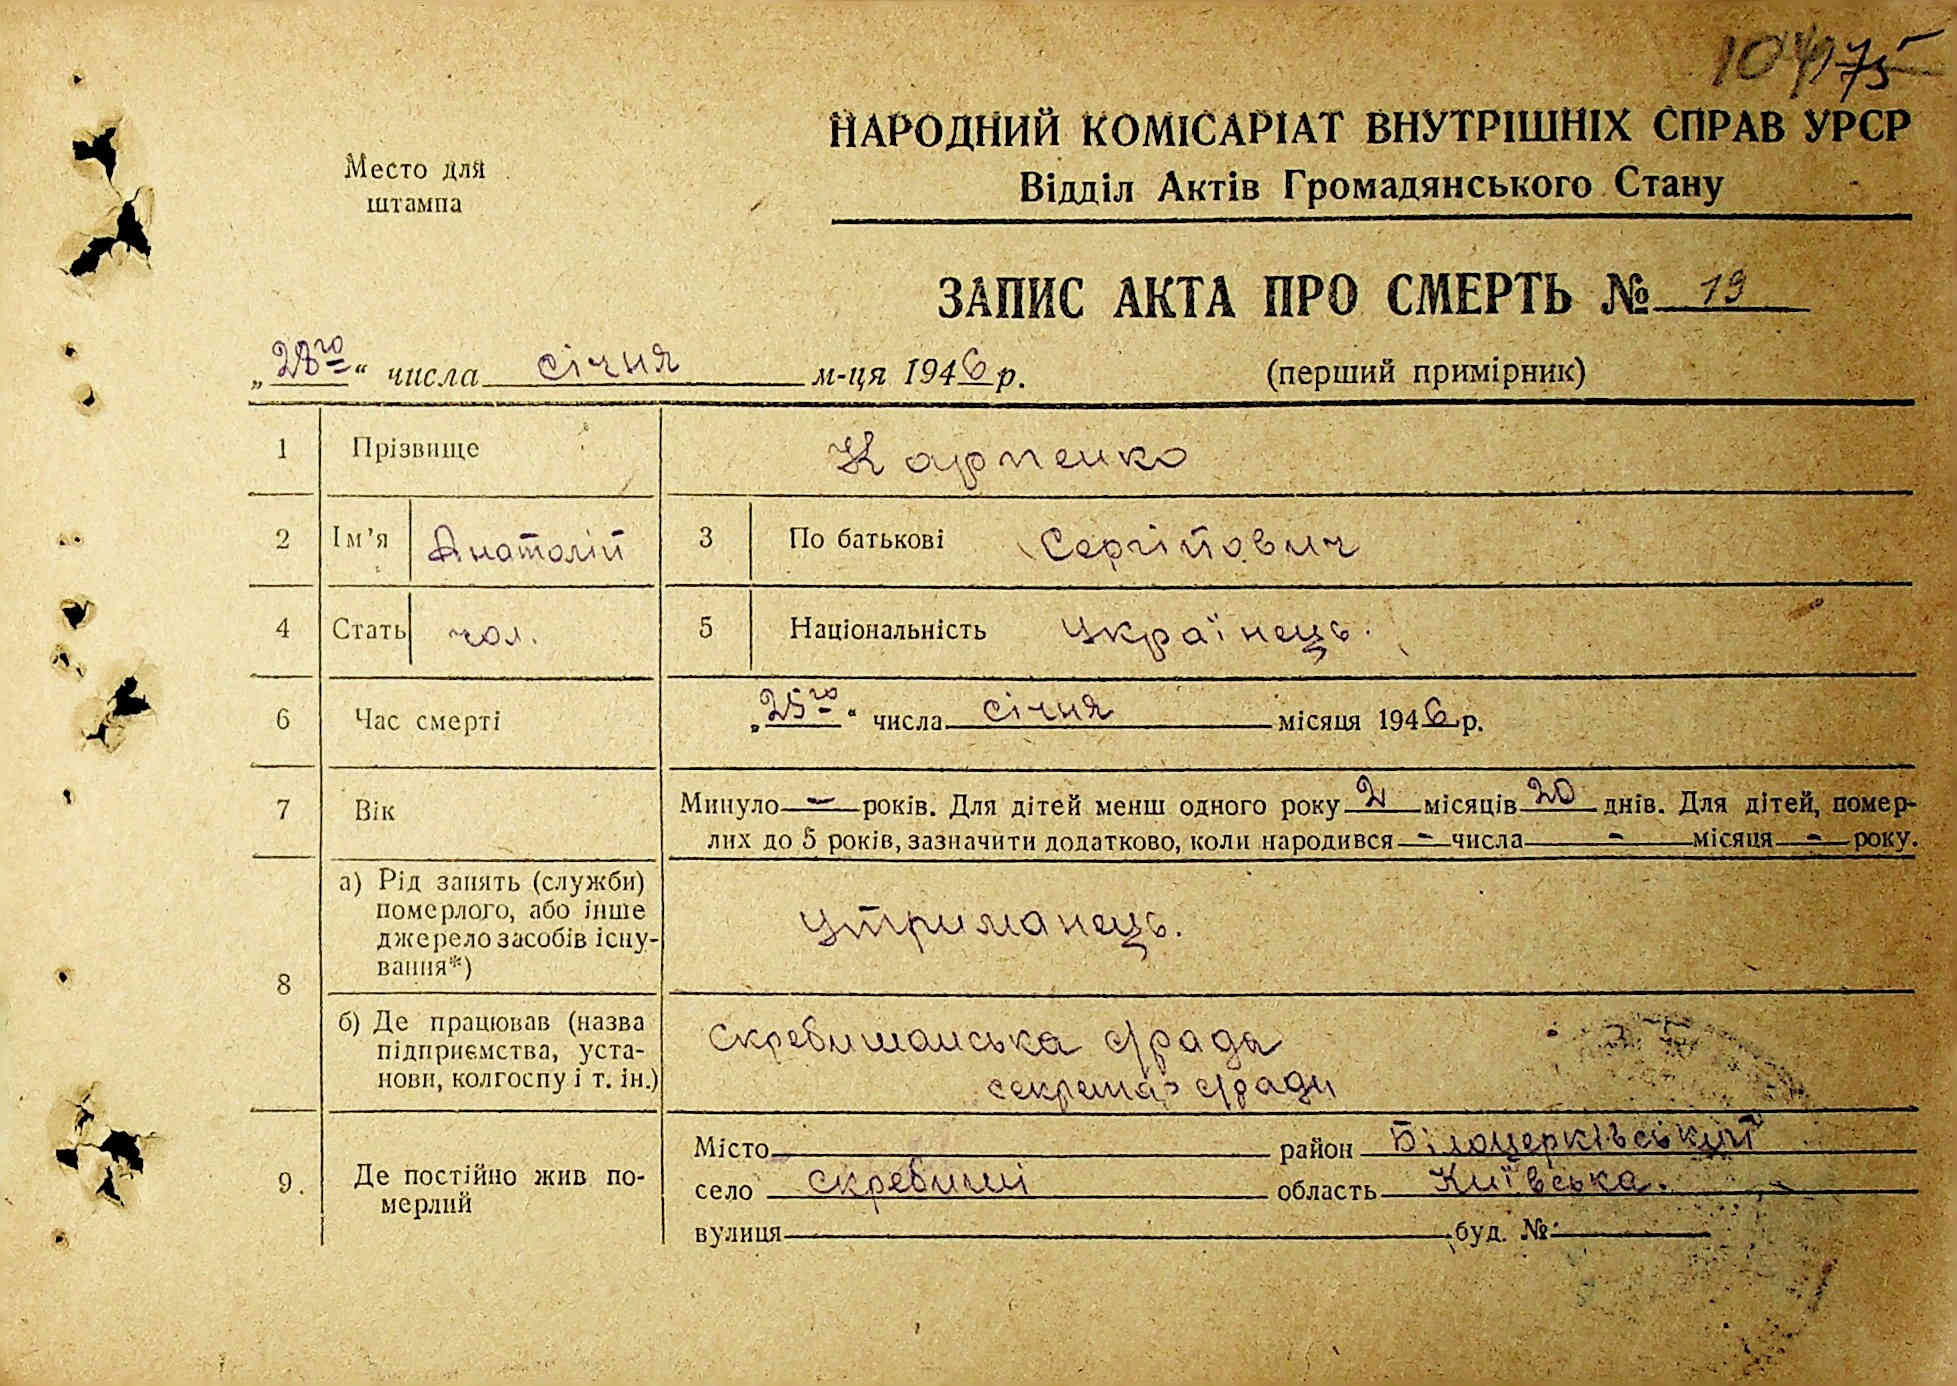 175
НАРОДНИЙ КОМІСАРІАТ ВНУТРІШНІХ СПРАВ УРСР
Место для штампа
Відділ Актів Громадянського Стану
ЗАПИС АКТА ПРО СМЕРТЬ № 19
„28го“ числа січня м-ця 1946 р. (перший примірник)
1 Прізвище Карпенко
2 Ім'я Анатолій 3 По батькові Сергійович
4 Стать чол. 5 Національність українець.
6 Час смерті „25го“ числа січня місяця 1946 р.
7 Вік Минуло - років. Для дітей менш одного року 2 місяців 20 днів. Для дітей, помер-
лих до 5 років, зазначити додатково, коли народився - числа - місяця - року.
8 а) Рід занять (служби)
померлого, або інше
джерело засобів існу-
вання*) утриманець.
б) Де працював (назва
підприємства, уста-
нови, колгоспу і т. ін.)
Скребишанська с/рада
секретар с/ради
9. Де постійно жив по-
мерлий
Місто район Білоцерківський
село Скребиші область Київська.
вулиця буд. №